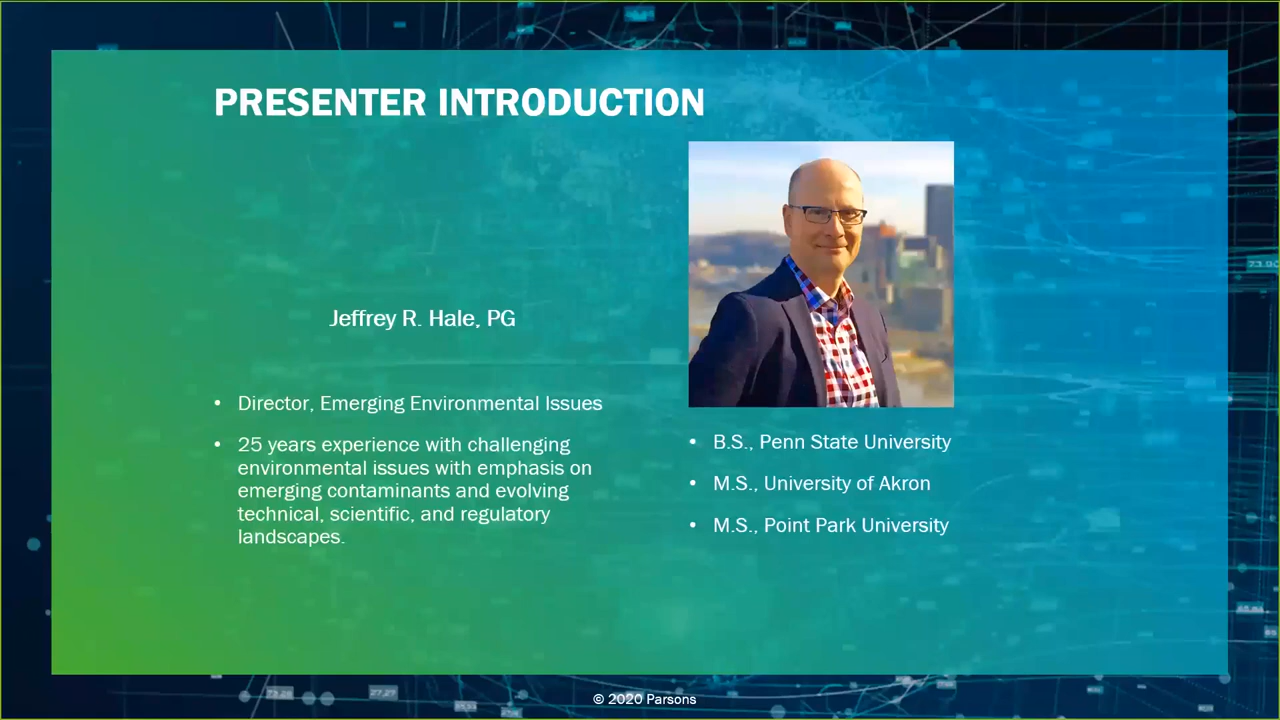 PRESENTER INTRODUCTION
Jeffrey R. Hale, PG
• Director, Emerging Environmental Issues
• 25 years experience with challenging
environmental issues with emphasis on
emerging contaminants and evolving
technical, scientific, and regulatory
landscapes.
• B.S., Penn State University
• M.S., University of Akron
• M.S., Point Park University
© 2020 Parsons